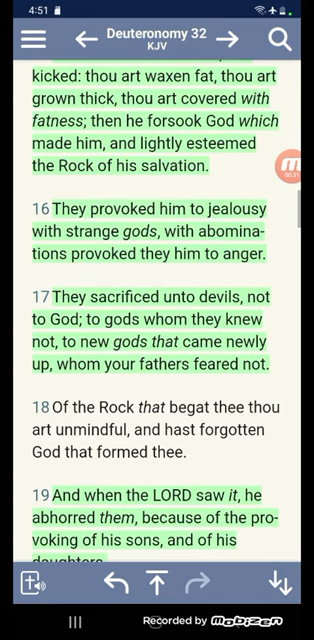 4:51
Deuteronomy 32
KJV
kicked: thou art waxen fat, thou art
grown thick, thou art covered with
fatness; then he forsook God which
made him, and lightly esteemed
the Rock of his salvation.
16 They provoked him to jealousy
with strange gods, with abomina-
tions provoked they him to anger.
17 They sacrificed unto devils, not
to God; to gods whom they knew
not, to new gods that came newly
up, whom your fathers feared not.
18 Of the Rock that begat thee thou
art unmindful, and hast forgotten
God that formed thee.
19 And when the LORD saw it, he
abhorred them, because of the pro-
voking of his sons, and of his
daughters.
Recorded by mobizen